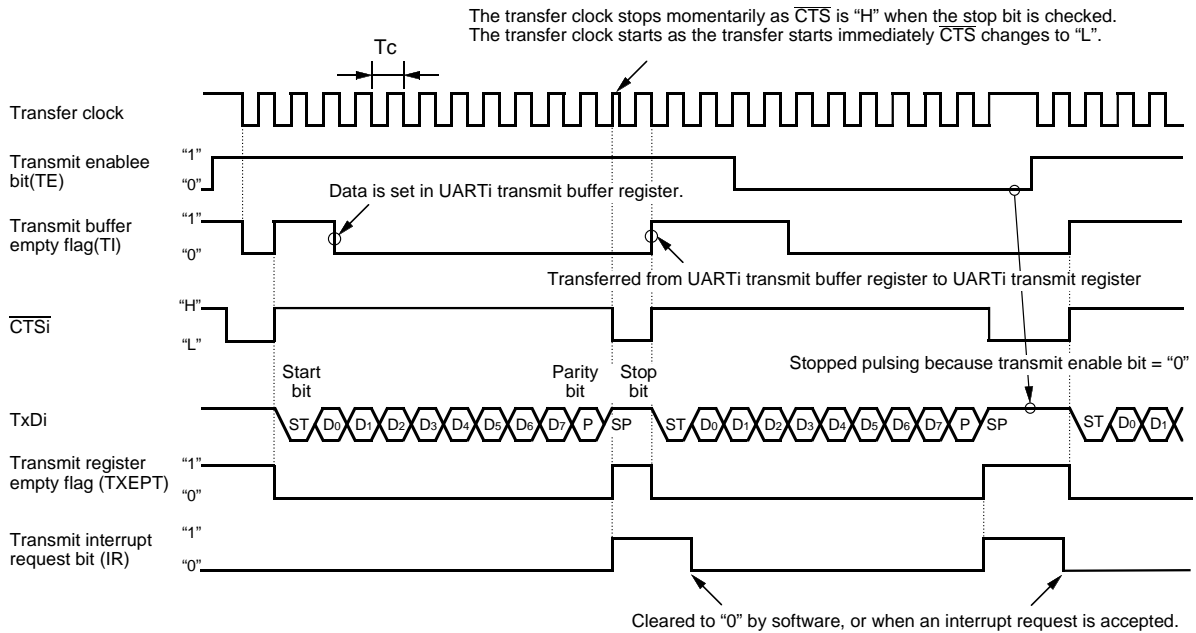 The transfer clock stops momentarily as CTS is “H” when the stop bit is checked.
The transfer clock starts as the transfer starts immediately CTS changes to “L”.
Tc
Transfer clock
Transmit enablee
bit(TE)
“1”
“0”
Data is set in UARTi transmit buffer register.
Transmit buffer
empty flag(TI)
“1”
“0”
Transferred from UARTi transmit buffer register to UARTi transmit register
CTSi
“H”
“L”
Stopped pulsing because transmit enable bit = “0”
Start
bit
Parity
bit
Stop
bit
TxDi
ST D0 D1 D2 D3 D4 D5 D6 D7 P SP ST D0 D1 D2 D3 D4 D5 D6 D7 P SP ST D0 D1
Transmit register
empty flag (TXEPT)
“1”
“0”
Transmit interrupt
request bit (IR)
“1”
“0”
Cleared to “0” by software, or when an interrupt request is accepted.